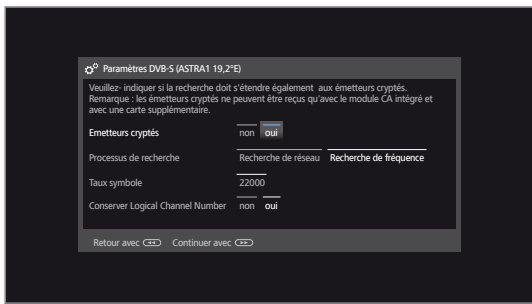 Paramètres DVB-S (ASTRA1 19,2°E)
Veuillez- indiquer si la recherche doit s'étendre également aux émetteurs cryptés.
Remarque : les émetteurs cryptés ne peuvent être reçus qu'avec le module CA intégré et
avec une carte supplémentaire.
Emetteurs cryptés non oui
Processus de recherche Recherche de réseau Recherche de fréquence
Taux symbole 22000
Conserver Logical Channel Number non oui
Retour avec Continuer avec